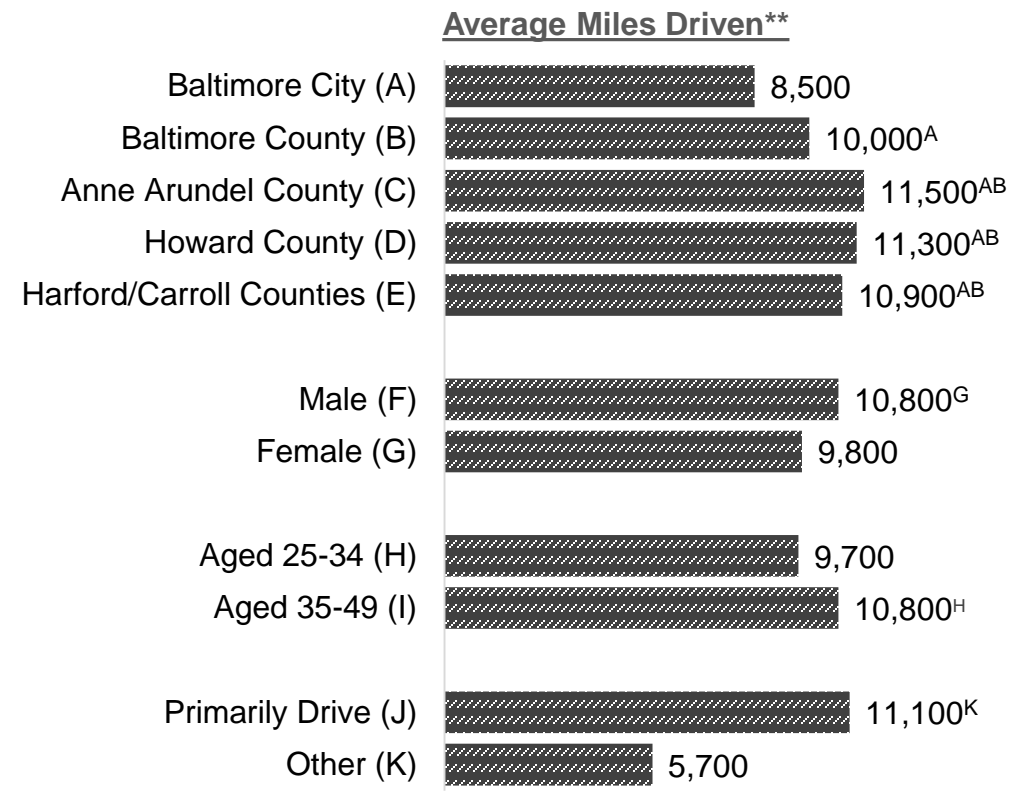 Average Miles Driven**
Baltimore City (A) 8,500
Baltimore County (B) 10,000ᴬ
Anne Arundel County (C) 11,500ᴬᴮ
Howard County (D) 11,300ᴬᴮ
Harford/Carroll Counties (E) 10,900ᴬᴮ
Male (F) 10,800ᴳ
Female (G) 9,800
Aged 25-34 (H) 9,700
Aged 35-49 (I) 10,800ᴴ
Primarily Drive (J) 11,100ᴷ
Other (K) 5,700